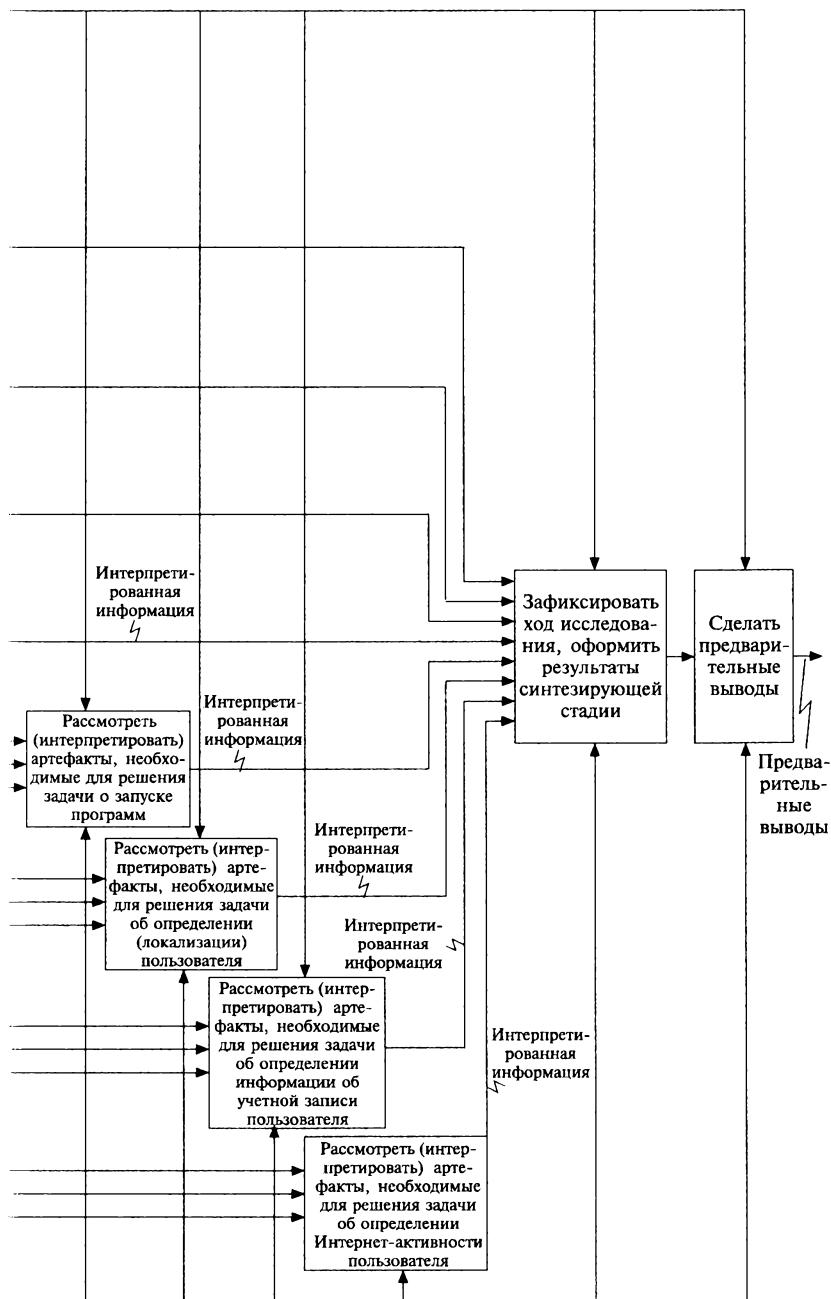 Интерпрети-
рованная
информация
Интерпрети-
рованная
информация
Зафиксировать
ход исследова-
ния, оформить
результаты
синтезирующей
стадии
Сделать
предвари-
тельные
выводы
Предва-
ритель-
ные
выводы
Рассмотреть
(интерпретировать)
артефакты, необхо-
димые для решения
задачи о запуске
программ
Интерпрети-
рованная
информация
Рассмотреть (интер-
претировать) арте-
факты, необходимые
для решения задачи
об определении
(локализации)
пользователя
Интерпрети-
рованная
информация
Рассмотреть (интер-
претировать) арте-
факты, необходимые
для решения задачи
об определении
информации об
учетной записи
пользователя
Интерпрети-
рованная
информация
Рассмотреть (интер-
претировать) арте-
факты, необходимые
для решения задачи
об определении
Интернет-активности
пользователя